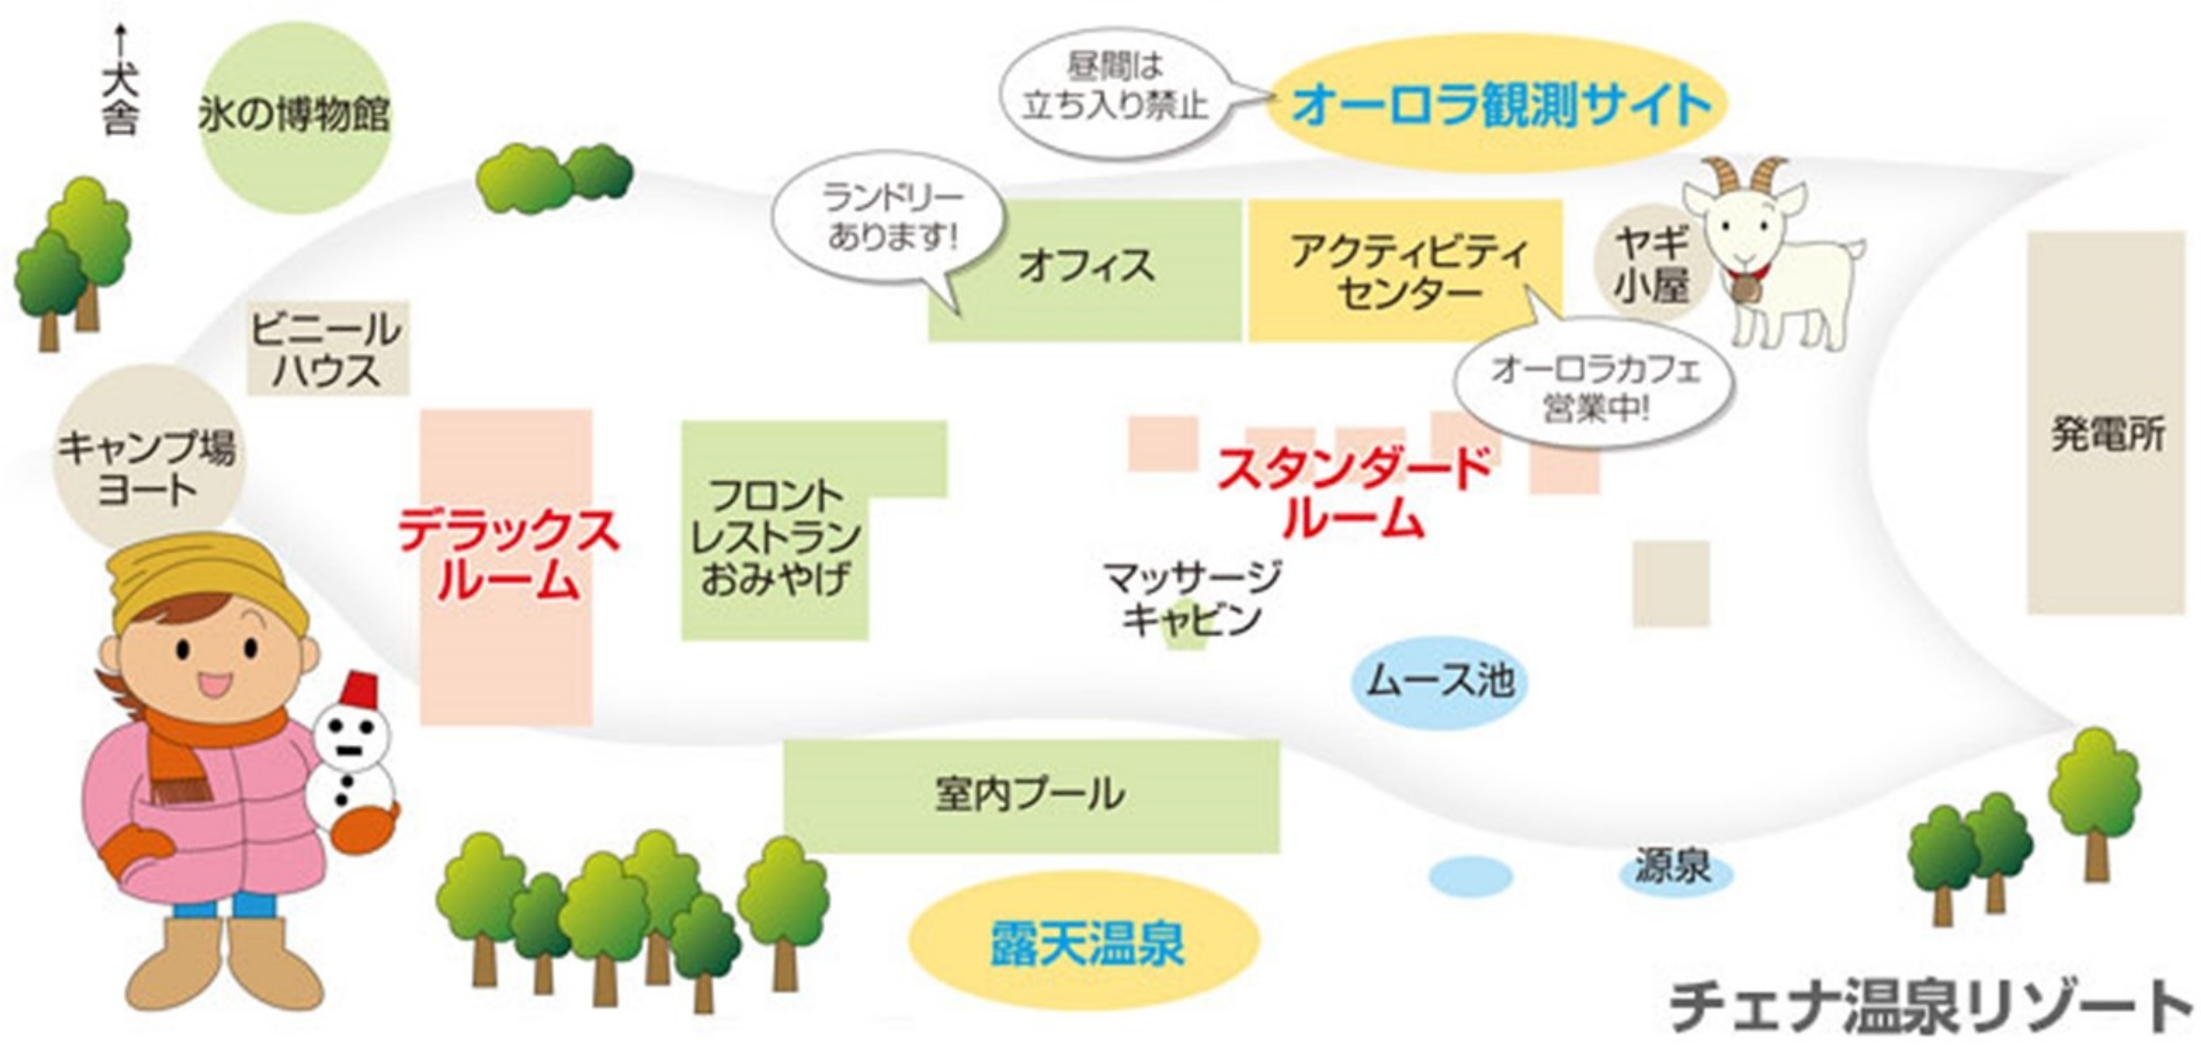 ↑犬舎
氷の博物館
昼間は
立ち入り禁止
オーロラ観測サイト
ランドリー
あります!
オフィス
アクティビティ
センター
ヤギ
小屋
ビニール
ハウス
オーロラカフェ
営業中!
発電所
キャンプ場
ヨート
デラックス
ルーム
フロント
レストラン
おみやげ
スタンダード
ルーム
マッサージ
キャビン
ムース池
室内プール
源泉
露天温泉
チェナ温泉リゾート